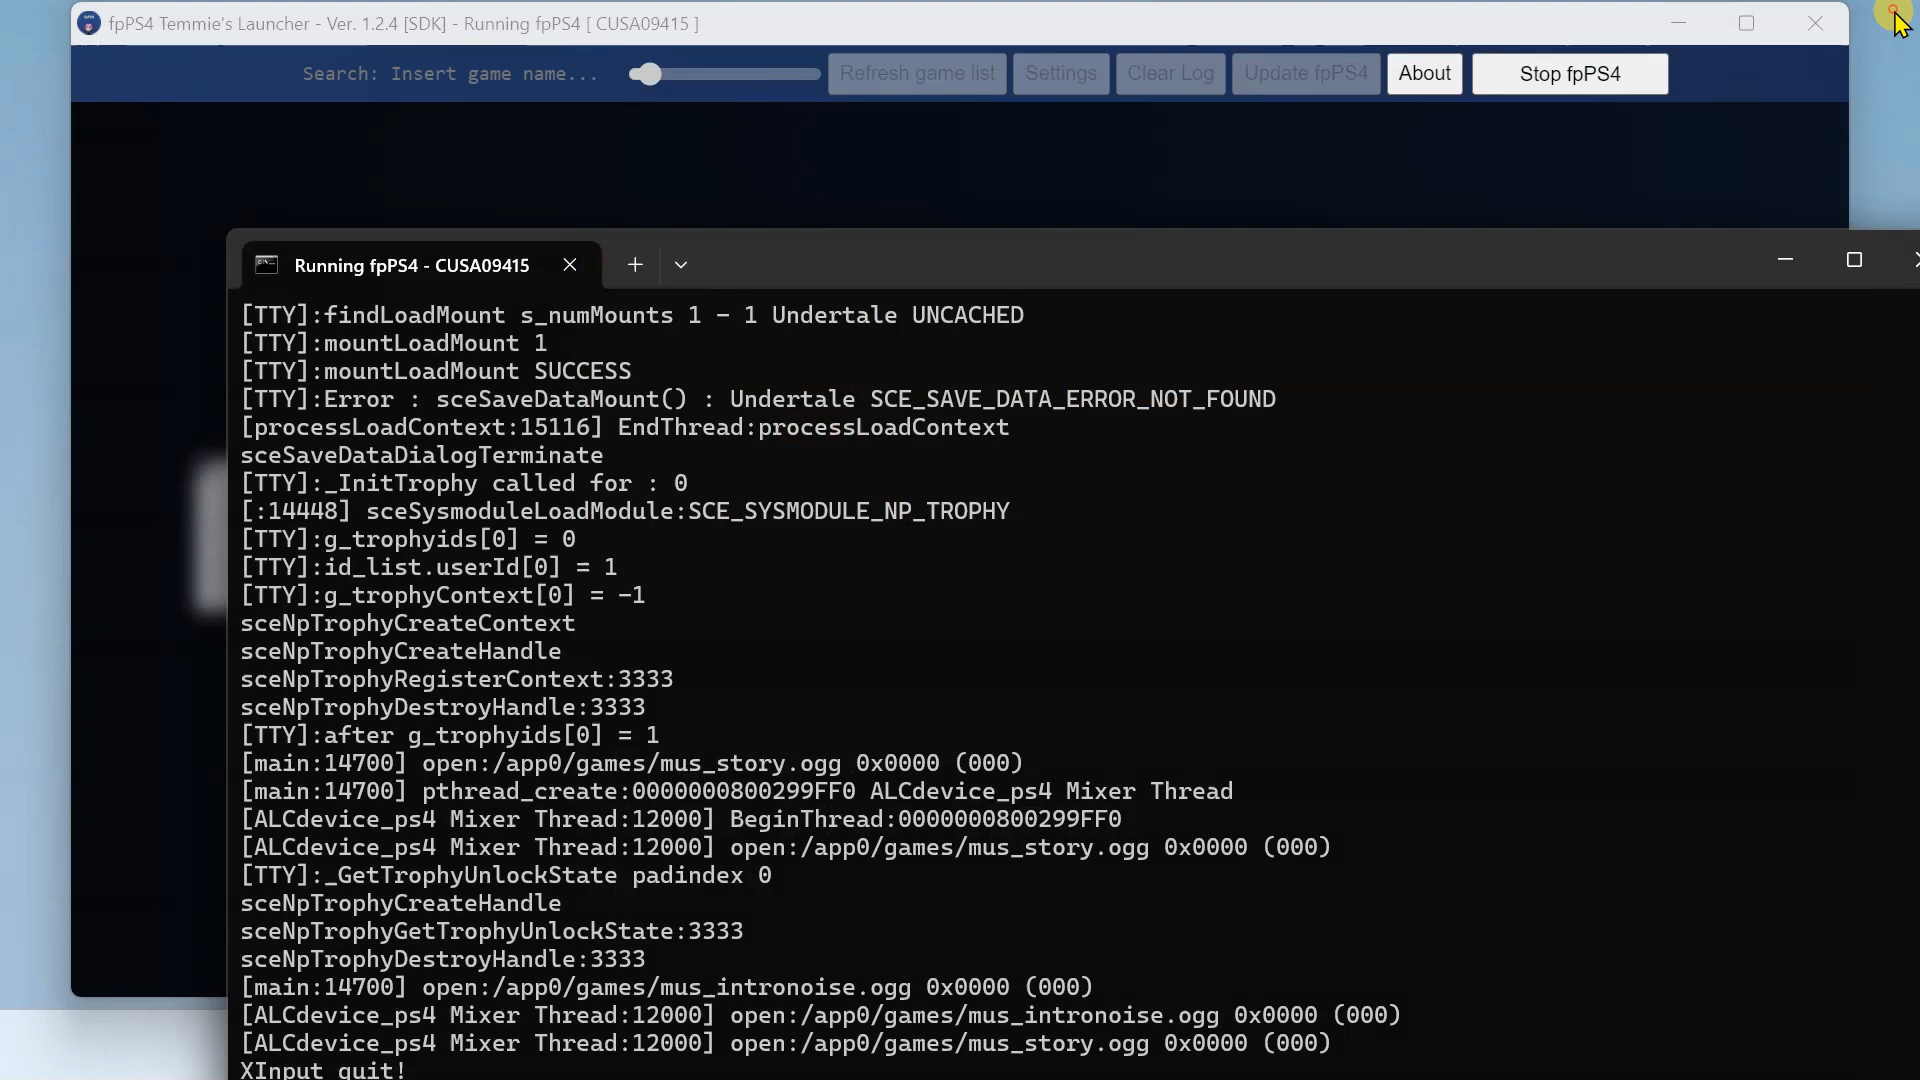 fpPS4 Temmie's Launcher - Ver. 1.2.4 [SDK] - Running fpPS4 [ CUSA09415 ]
Search: Insert game name... Refresh game list Settings Clear Log Update fpPS4 About Stop fpPS4
Running fpPS4 - CUSA09415
[TTY]:findLoadMount s_numMounts 1 - 1 Undertale UNCACHED
[TTY]:mountLoadMount 1
[TTY]:mountLoadMount SUCCESS
[TTY]:Error : sceSaveDataMount() : Undertale SCE_SAVE_DATA_ERROR_NOT_FOUND
[processLoadContext:15116] EndThread:processLoadContext
sceSaveDataDialogTerminate
[TTY]:_InitTrophy called for : 0
[:14448] sceSysmoduleLoadModule:SCE_SYSMODULE_NP_TROPHY
[TTY]:g_trophyids[0] = 0
[TTY]:id_list.userId[0] = 1
[TTY]:g_trophyContext[0] = -1
sceNpTrophyCreateContext
sceNpTrophyCreateHandle
sceNpTrophyRegisterContext:3333
sceNpTrophyDestroyHandle:3333
[TTY]:after g_trophyids[0] = 1
[main:14700] open:/app0/games/mus_story.ogg 0x0000 (000)
[main:14700] pthread_create:0000000800299FF0 ALCdevice_ps4 Mixer Thread
[ALCdevice_ps4 Mixer Thread:12000] BeginThread:0000000800299FF0
[ALCdevice_ps4 Mixer Thread:12000] open:/app0/games/mus_story.ogg 0x0000 (000)
[TTY]:_GetTrophyUnlockState padindex 0
sceNpTrophyCreateHandle
sceNpTrophyGetTrophyUnlockState:3333
sceNpTrophyDestroyHandle:3333
[main:14700] open:/app0/games/mus_intronoise.ogg 0x0000 (000)
[ALCdevice_ps4 Mixer Thread:12000] open:/app0/games/mus_intronoise.ogg 0x0000 (000)
[ALCdevice_ps4 Mixer Thread:12000] open:/app0/games/mus_story.ogg 0x0000 (000)
XInput quit!